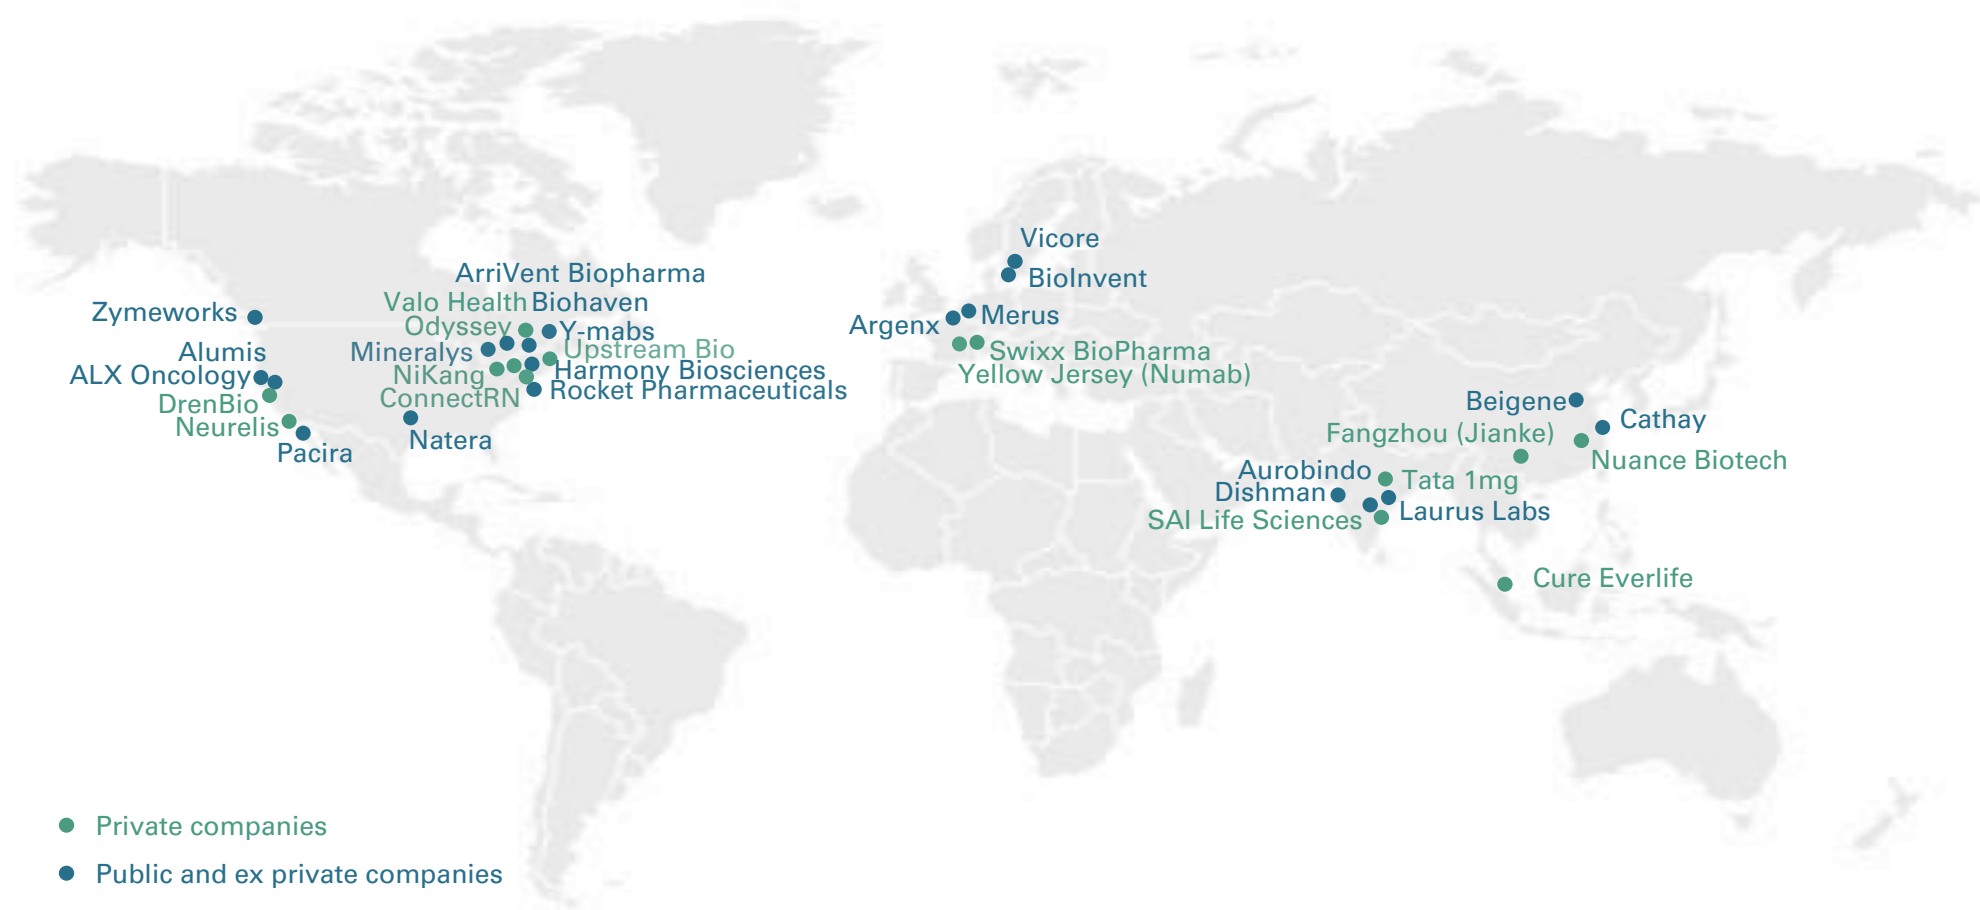 Vicore
BioInvent
ArriVent Biopharma
Valo Health
Biohaven
Zymeworks
Odyssey
Y-mabs
Argenx
Merus
Alumis
Mineralys
Upstream Bio
Swixx BioPharma
ALX Oncology
NiKang
Harmony Biosciences
Yellow Jersey (Numab)
DrenBio
ConnectRN
Rocket Pharmaceuticals
Neurelis
Pacira
Natera
Beigene
Cathay
Fangzhou (Jianke)
Nuance Biotech
Aurobindo
Tata 1mg
Dishman
Laurus Labs
SAI Life Sciences
Cure Everlife
Private companies
Public and ex private companies